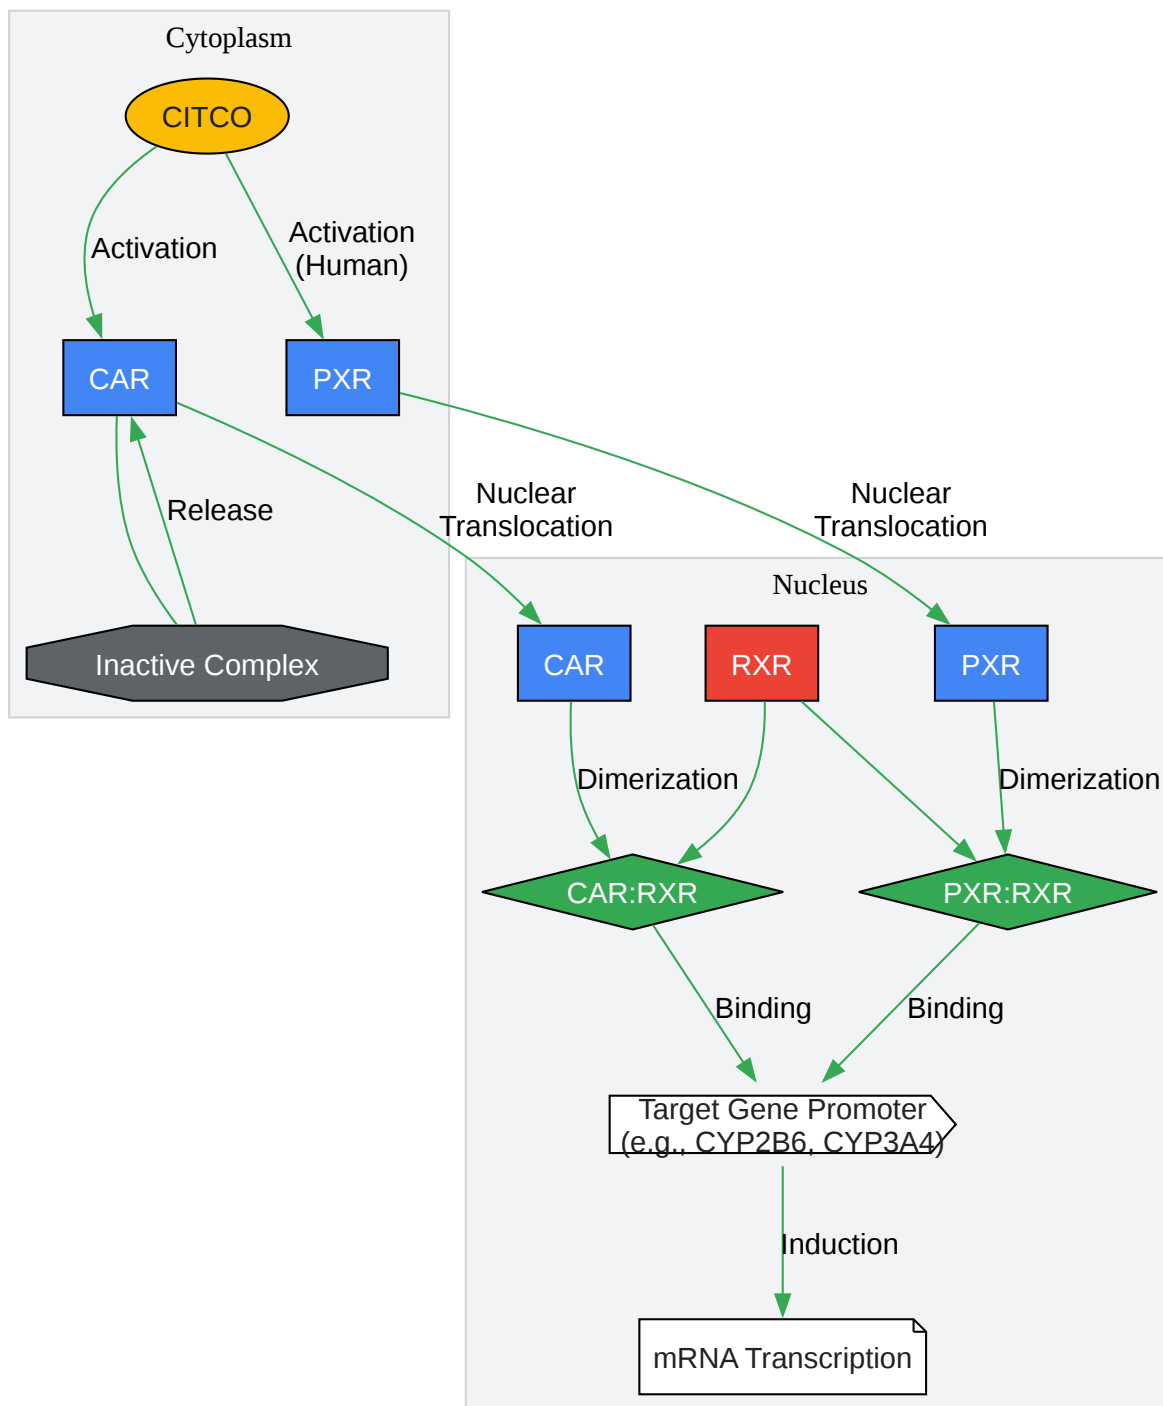 Cytoplasm
CITCO
Activation
Activation
(Human)
CAR
PXR
Release
Nuclear
Translocation
Nuclear
Translocation
Inactive Complex
Nucleus
CAR
RXR
PXR
Dimerization
Dimerization
CAR:RXR
PXR:RXR
Binding
Binding
Target Gene Promoter
(e.g., CYP2B6, CYP3A4)
Induction
mRNA Transcription